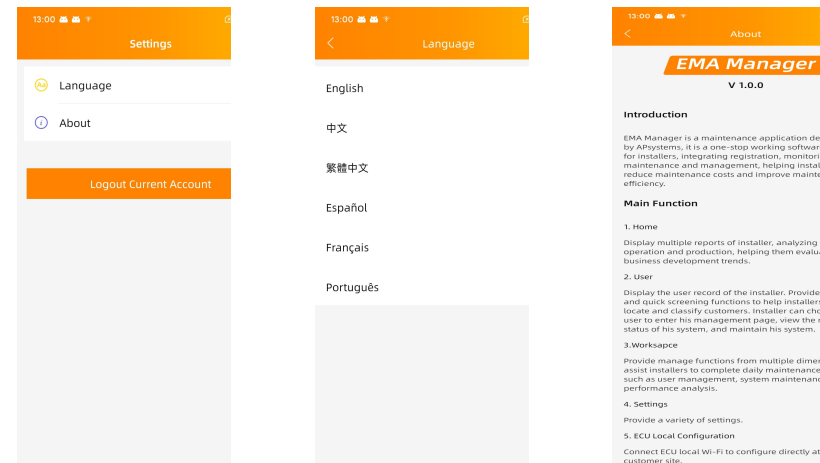 13:00
Settings
Language
About
Logout Current Account
13:00
Language
English
中文
繁體中文
Español
Français
Português
13:00
About
EMA Manager
V 1.0.0
Introduction
EMA Manager is a maintenance application de
by APsystems, it is a one-stop working softwar
for installers, integrating registration, monitori
maintenance and management, helping instal
reduce maintenance costs and improve mainte
efficiency.
Main Function
1. Home
Display multiple reports of installer, analyzing
operation and production, helping them evalu
business development trends.
2. User
Display the user record of the installer. Provide
and quick screening functions to help installers
locate and classify customers. Installer can cho
user to enter his management page, view the
status of his system, and maintain his system.
3.Worksapce
Provide manage functions from multiple dimer
assist installers to complete daily maintenance
such as user management, system maintenanc
performance analysis.
4. Settings
Provide a variety of settings.
5. ECU Local Configuration
Connect ECU local Wi-Fi to configure directly at
customer site.